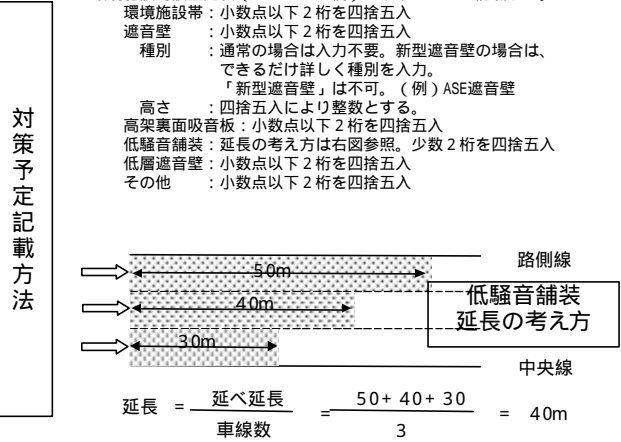 対策予定記載方法
環境施設帯：小数点以下２桁を四捨五入
遮音壁　　：小数点以下２桁を四捨五入
種別　　：通常の場合は入力不要。新型遮音壁の場合は、
できるだけ詳しく種別を入力。
「新型遮音壁」は不可。（例）ASE遮音壁
高さ　　：四捨五入により整数とする。
高架裏面吸音板：小数点以下２桁を四捨五入
低騒音舗装：延長の考え方は右図参照。少数２桁を四捨五入
低層遮音壁：小数点以下２桁を四捨五入
その他　　：小数点以下２桁を四捨五入
路側線
50m
40m
30m
低騒音舗装
延長の考え方
中央線
延長 = 延べ延長 = 50+40+30 = 40m
車線数 3